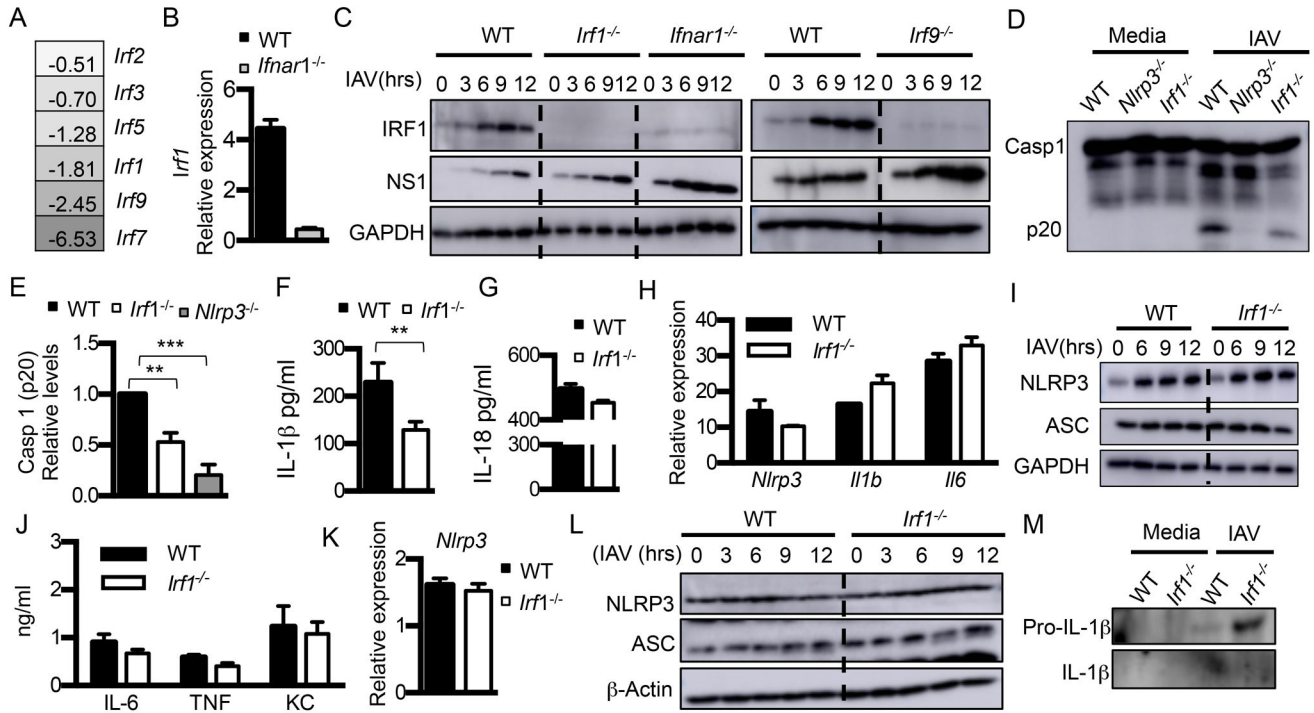 A
-0.51 Irf2
-0.70 Irf3
-1.28 Irf5
-1.81 Irf1
-2.45 Irf9
-6.53 Irf7
B
WT
Ifnar1-/-
Irf1
Relative expression
6
4
2
0
C
WT Irf1-/- Ifnar1-/- WT Irf9-/-
IAV(hrs) 0 3 6 9 12 0 3 6 9 12 0 3 6 9 12 0 3 6 9 12 0 3 6 9 12
IRF1
NS1
GAPDH
D
Media IAV
WT Nlrp3-/- Irf1-/- WT Nlrp3-/- Irf1-/-
Casp1
p20
E
WT Irf1-/- Nlrp3-/-
Casp 1 (p20)
Relative levels
1.5
1.0
0.5
0.0
***
**
F
WT Irf1-/-
IL-1β pg/ml
300
200
100
0
**
G
WT
Irf1-/-
IL-18 pg/ml
600
400
300
0
H
WT
Irf1-/-
Relative expression
40
30
20
10
0
Nlrp3 Il1b Il6
I
WT Irf1-/-
IAV(hrs) 0 6 9 12 0 6 9 12
NLRP3
ASC
GAPDH
J
WT
Irf1-/-
ng/ml
3
2
1
0
IL-6 TNF KC
K
Nlrp3
WT
Irf1-/-
Relative expression
2
1
0
L
WT Irf1-/-
(IAV (hrs) 0 3 6 9 12 0 3 6 9 12
NLRP3
ASC
β-Actin
M
Media IAV
WT Irf1-/- WT Irf1-/-
Pro-IL-1β
IL-1β